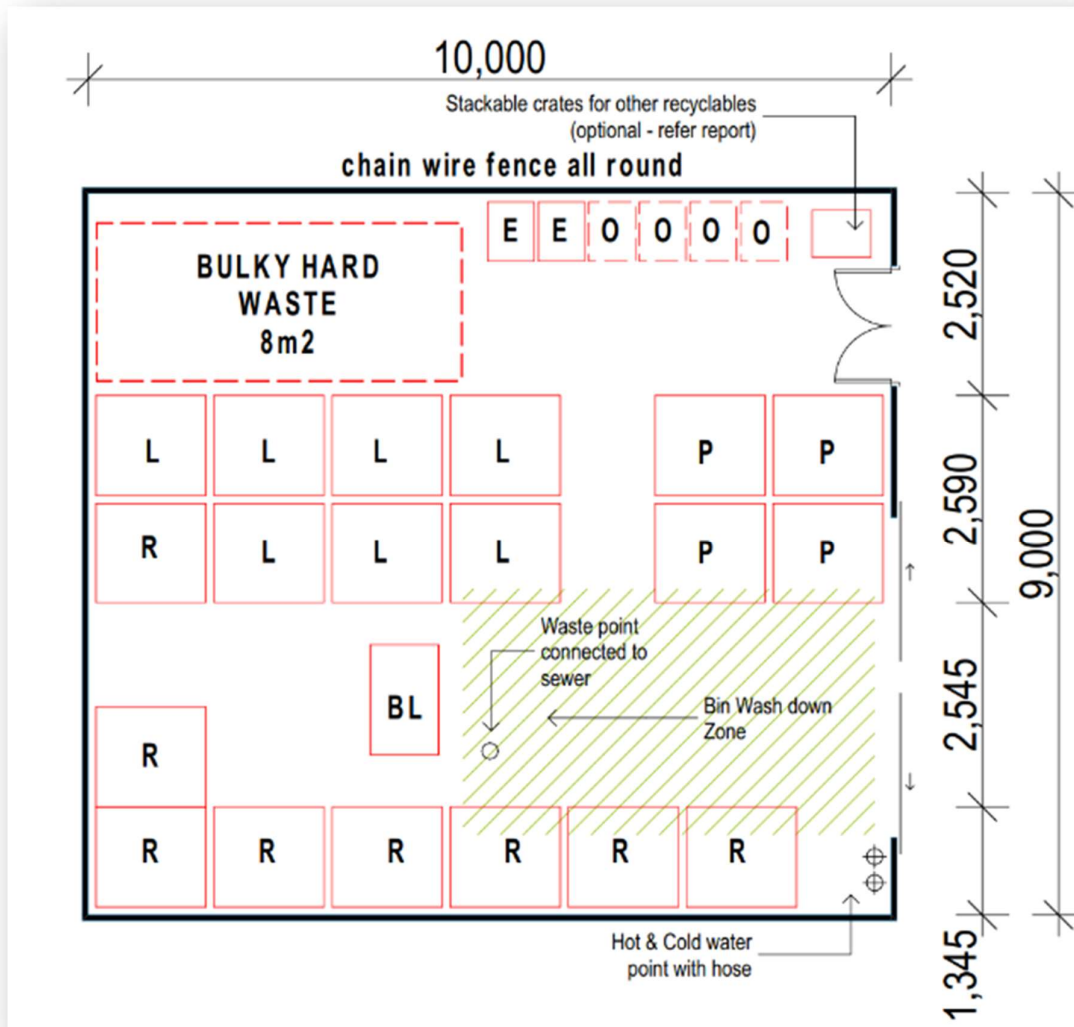 10,000
Stackable crates for other recyclables
(optional - refer report)
chain wire fence all round
E E O O O O
BULKY HARD
WASTE
8m2
2,520
L L L L P P
R L L L P P
2,590
9,000
Waste point
connected to
sewer
BL
Bin Wash down
Zone
2,545
R
R R R R R R
Hot & Cold water
point with hose
1,345